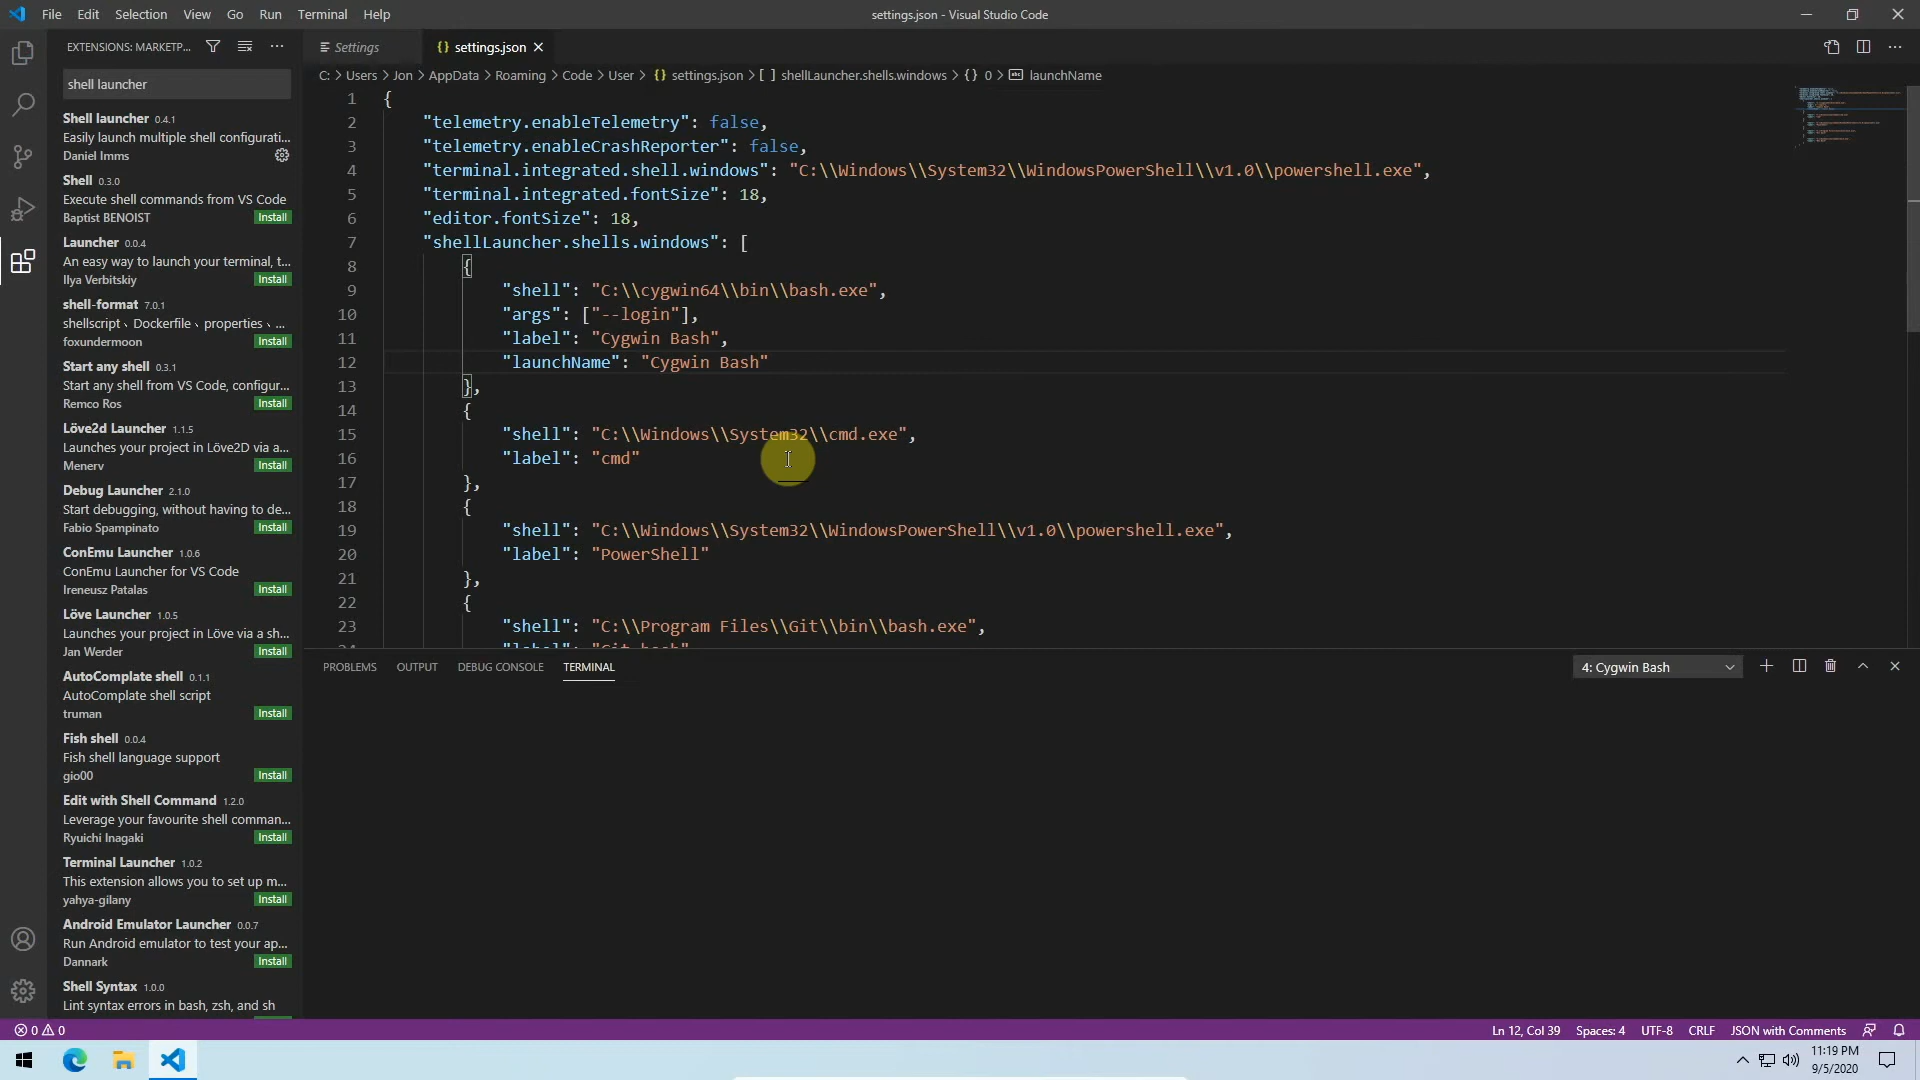 File Edit Selection View Go Run Terminal Help
settings.json - Visual Studio Code
EXTENSIONS: MARKETP...
shell launcher
Shell launcher 0.4.1
Easily launch multiple shell configurati...
Daniel Imms
Shell 0.3.0
Execute shell commands from VS Code
Baptist BENOIST Install
Launcher 0.0.4
An easy way to launch your terminal, t...
Ilya Verbitskiy Install
shell-format 7.0.1
shellscript、Dockerfile、properties、...
foxundermoon Install
Start any shell 0.3.1
Start any shell from VS Code, configur...
Remco Ros Install
Löve2d Launcher 1.1.5
Launches your project in Löve2D via a...
Menerv Install
Debug Launcher 2.1.0
Start debugging, without having to de...
Fabio Spampinato Install
ConEmu Launcher 1.0.6
ConEmu Launcher for VS Code
Ireneusz Patalas Install
Löve Launcher 1.0.5
Launches your project in Löve via a sh...
Jan Werder Install
AutoComplate shell 0.1.1
AutoComplate shell script
truman Install
Fish shell 0.0.4
Fish shell language support
gio00 Install
Edit with Shell Command 1.2.0
Leverage your favourite shell comman...
Ryuichi Inagaki Install
Terminal Launcher 1.0.2
This extension allows you to set up m...
yahya-gilany Install
Android Emulator Launcher 0.0.7
Run Android emulator to test your ap...
Dannark Install
Shell Syntax 1.0.0
Lint syntax errors in bash, zsh, and sh
Settings {} settings.json
C: > Users > Jon > AppData > Roaming > Code > User > {} settings.json > [ ] shellLauncher.shells.windows > {} 0 > abc launchName
1 {
2 "telemetry.enableTelemetry": false,
3 "telemetry.enableCrashReporter": false,
4 "terminal.integrated.shell.windows": "C:\\Windows\\System32\\WindowsPowerShell\\v1.0\\powershell.exe",
5 "terminal.integrated.fontSize": 18,
6 "editor.fontSize": 18,
7 "shellLauncher.shells.windows": [
8 {
9 "shell": "C:\\cygwin64\\bin\\bash.exe",
10 "args": ["--login"],
11 "label": "Cygwin Bash",
12 "launchName": "Cygwin Bash"
13 },
14 {
15 "shell": "C:\\Windows\\System32\\cmd.exe",
16 "label": "cmd"
17 },
18 {
19 "shell": "C:\\Windows\\System32\\WindowsPowerShell\\v1.0\\powershell.exe",
20 "label": "PowerShell"
21 },
22 {
23 "shell": "C:\\Program Files\\Git\\bin\\bash.exe",
24 "label": "Git bash"
PROBLEMS OUTPUT DEBUG CONSOLE TERMINAL 4: Cygwin Bash
0 0 Ln 12, Col 39 Spaces: 4 UTF-8 CRLF JSON with Comments
11:19 PM
9/5/2020